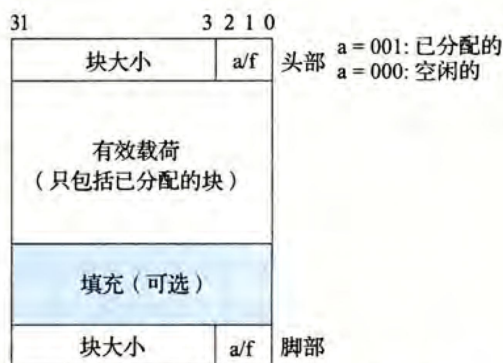 31 3 2 1 0
块大小 a/f 头部 a = 001: 已分配的
a = 000: 空闲的
有效载荷
（只包括已分配的块）
填充（可选）
块大小 a/f 脚部